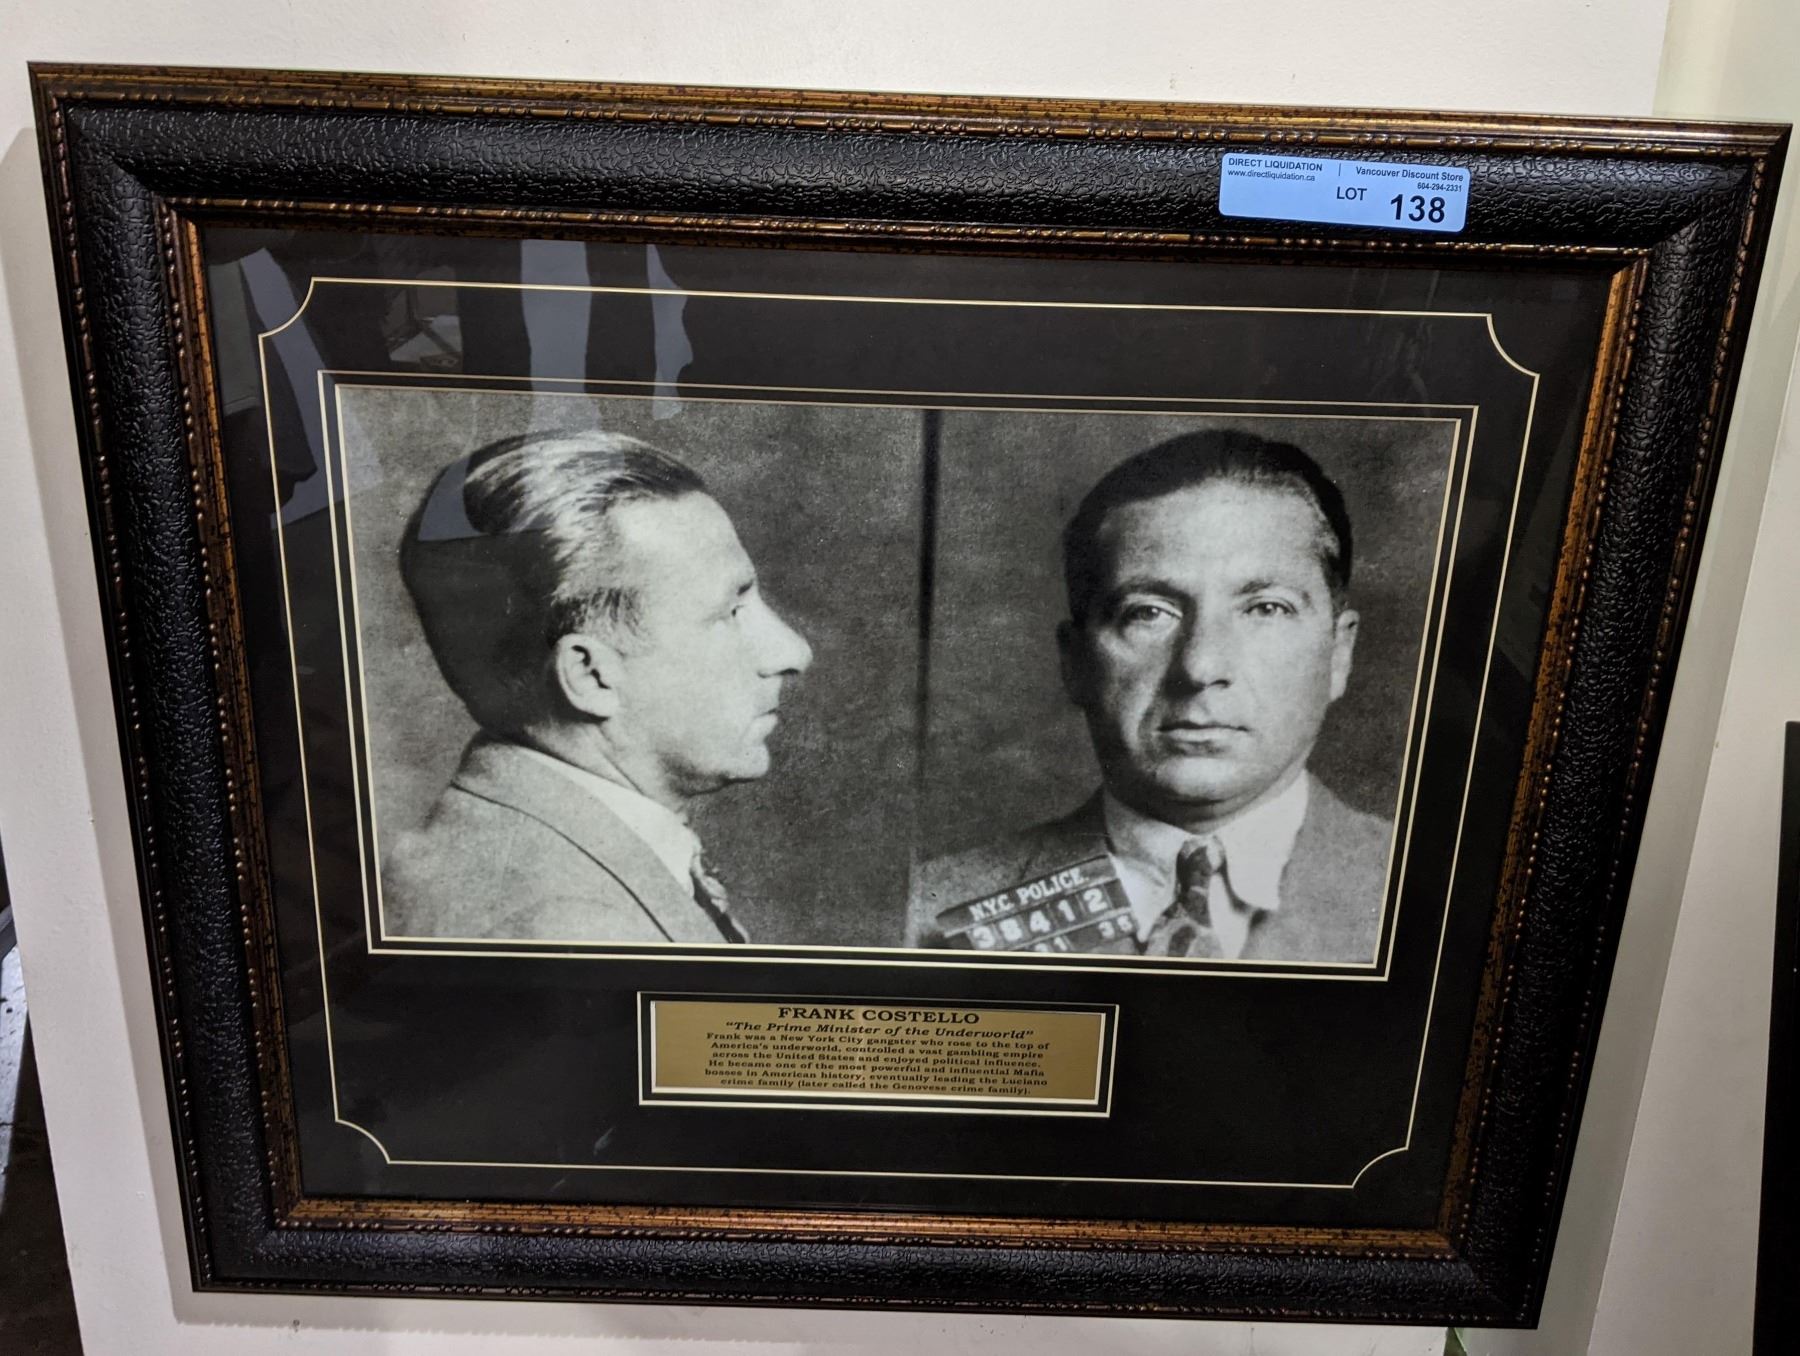 DIRECT LIQUIDATION | Vancouver Discount Store
www.directliquidation.ca 604-294-2331
LOT 138
N.Y.C. POLICE
38412
31 35
FRANK COSTELLO
"The Prime Minister of the Underworld"
Frank was a New York City gangster who rose to the top of
America's underworld, controlled a vast gambling empire
across the United States and enjoyed political influence.
He became one of the most powerful and influential Mafia
bosses in American history, eventually leading the Luciano
crime family (later called the Genovese crime family).